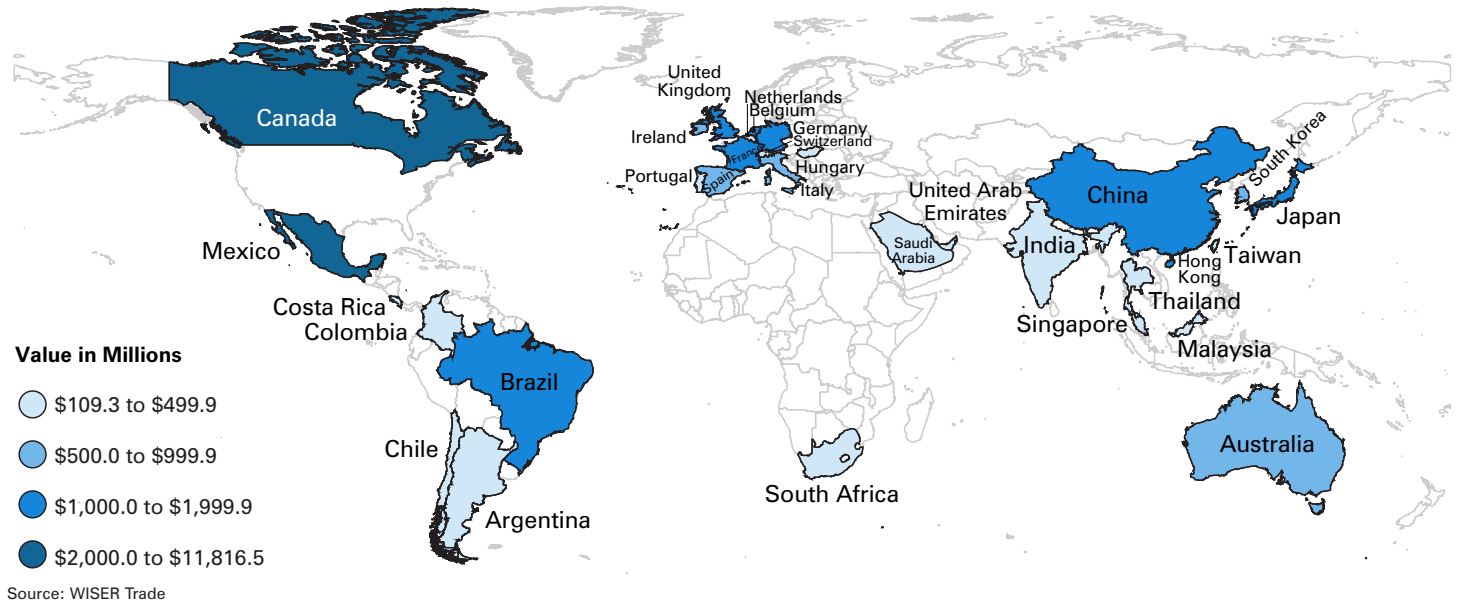 United
Kingdom
Netherlands
Belgium
Canada
Ireland
Germany
Switzerland
France
South Korea
Hungary
Portugal
Spain
Italy
United Arab
Emirates
China
Japan
Mexico
Saudi
Arabia
India
Taiwan
Hong
Kong
Costa Rica
Colombia
Thailand
Singapore
Malaysia
Value in Millions
Brazil
$109.3 to $499.9
$500.0 to $999.9
$1,000.0 to $1,999.9
$2,000.0 to $11,816.5
Chile
Australia
South Africa
Argentina
Source: WISER Trade